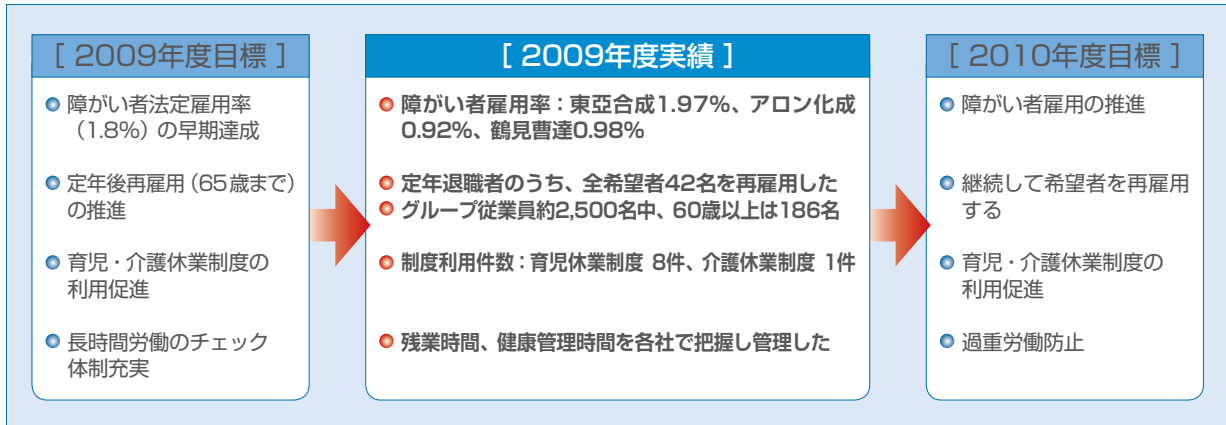 [ 2009年度目標 ]
障がい者法定雇用率
（1.8%）の早期達成
定年後再雇用（65歳まで）
の推進
育児・介護休業制度の
利用促進
長時間労働のチェック
体制充実
[ 2009年度実績 ]
障がい者雇用率：東亞合成1.97%、アロン化成
0.92%、鶴見曹達0.98%
定年退職者のうち、全希望者42名を再雇用した
グループ従業員約2,500名中、60歳以上は186名
制度利用件数：育児休業制度 8件、介護休業制度 1件
残業時間、健康管理時間を各社で把握し管理した
[ 2010年度目標 ]
障がい者雇用の推進
継続して希望者を再雇用
する
育児・介護休業制度の
利用促進
過重労働防止